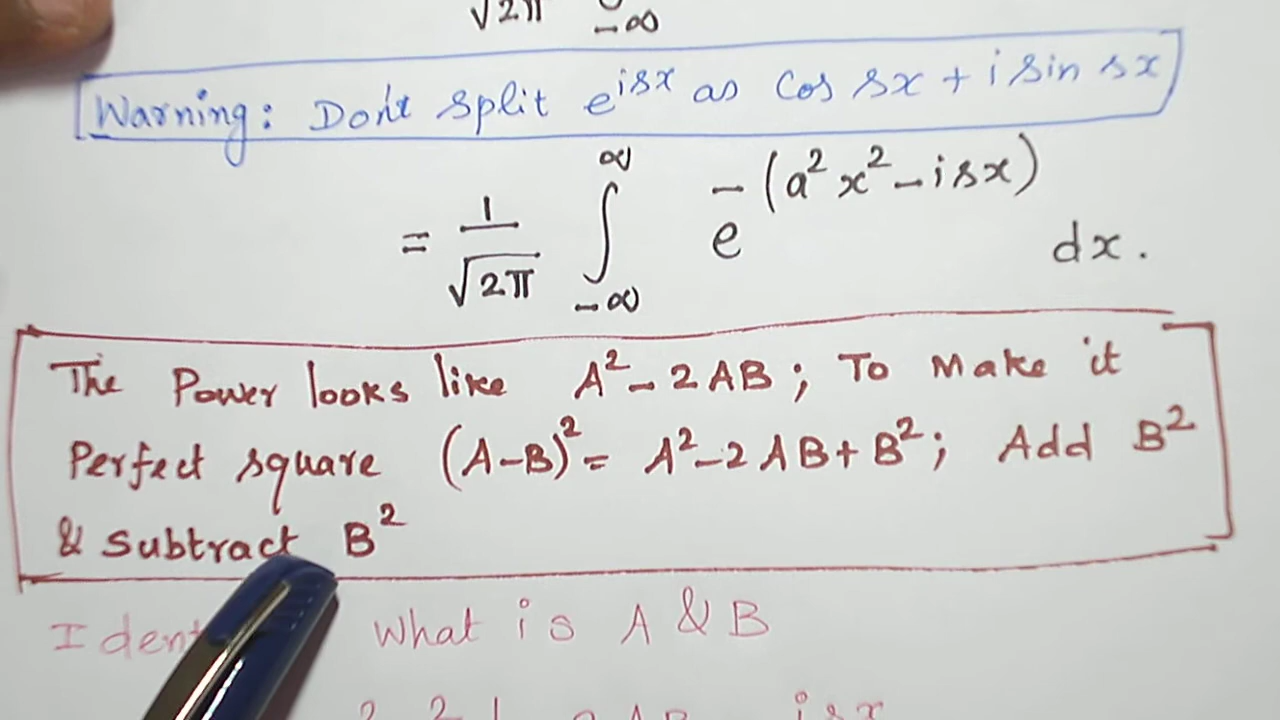 √2π -∞
Warning: Don't split e^{isx} as Cos sx + i sin sx
= 1/√2π ∫_{-∞}^{∞} e^{-(a²x²-isx)} dx.
The Power looks like A²-2AB; To Make it
Perfect square (A-B)² = A²-2AB+B²; Add B²
& Subtract B²
What is A & B